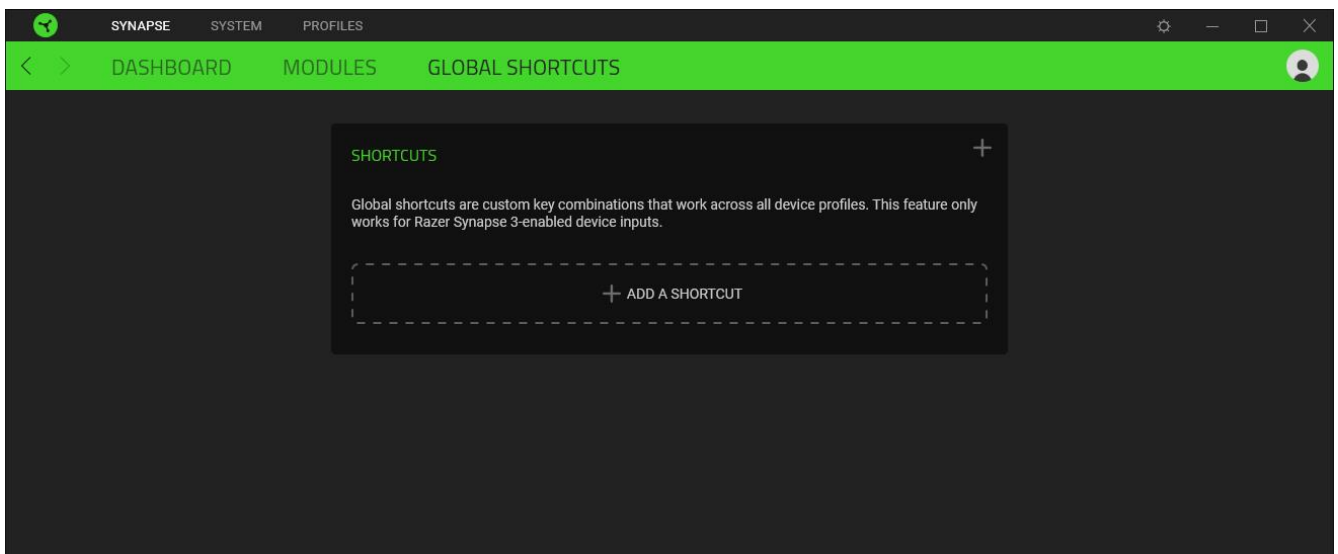 SYNAPSE SYSTEM PROFILES
DASHBOARD MODULES GLOBAL SHORTCUTS
SHORTCUTS
Global shortcuts are custom key combinations that work across all device profiles. This feature only
works for Razer Synapse 3-enabled device inputs.
ADD A SHORTCUT